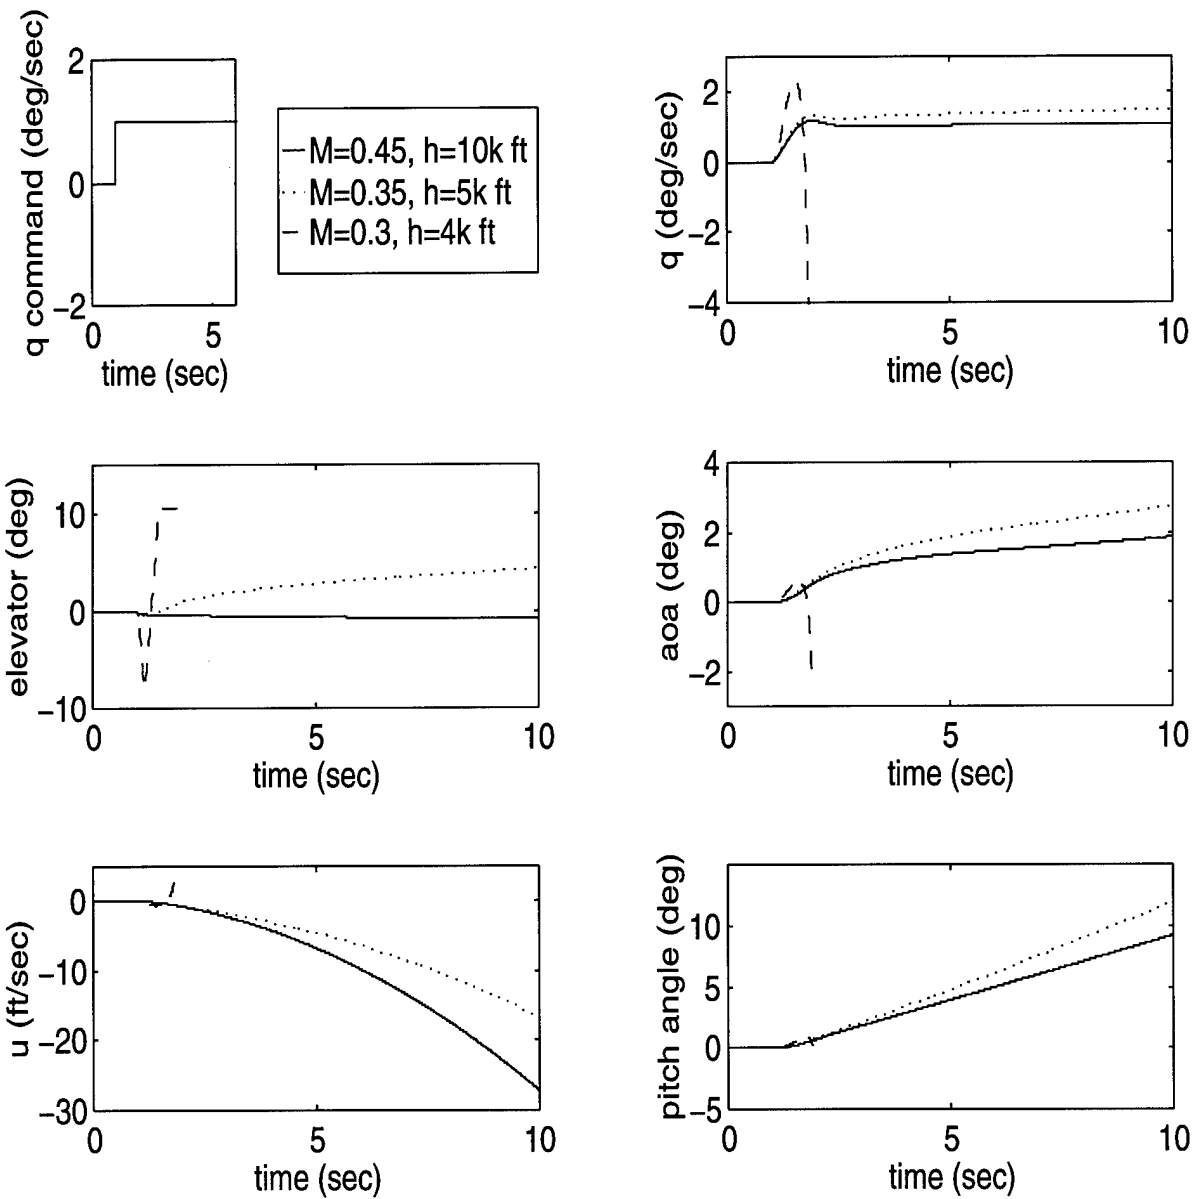 q command (deg/sec)
2
0
−2
0
5
time (sec)
M=0.45, h=10k ft
M=0.35, h=5k ft
M=0.3, h=4k ft
q (deg/sec)
2
0
−2
−4
0
5
10
time (sec)
elevator (deg)
10
0
−10
0
5
10
time (sec)
aoa (deg)
4
2
0
−2
0
5
10
time (sec)
u (ft/sec)
0
−10
−20
−30
0
5
10
time (sec)
pitch angle (deg)
10
5
0
−5
0
5
10
time (sec)